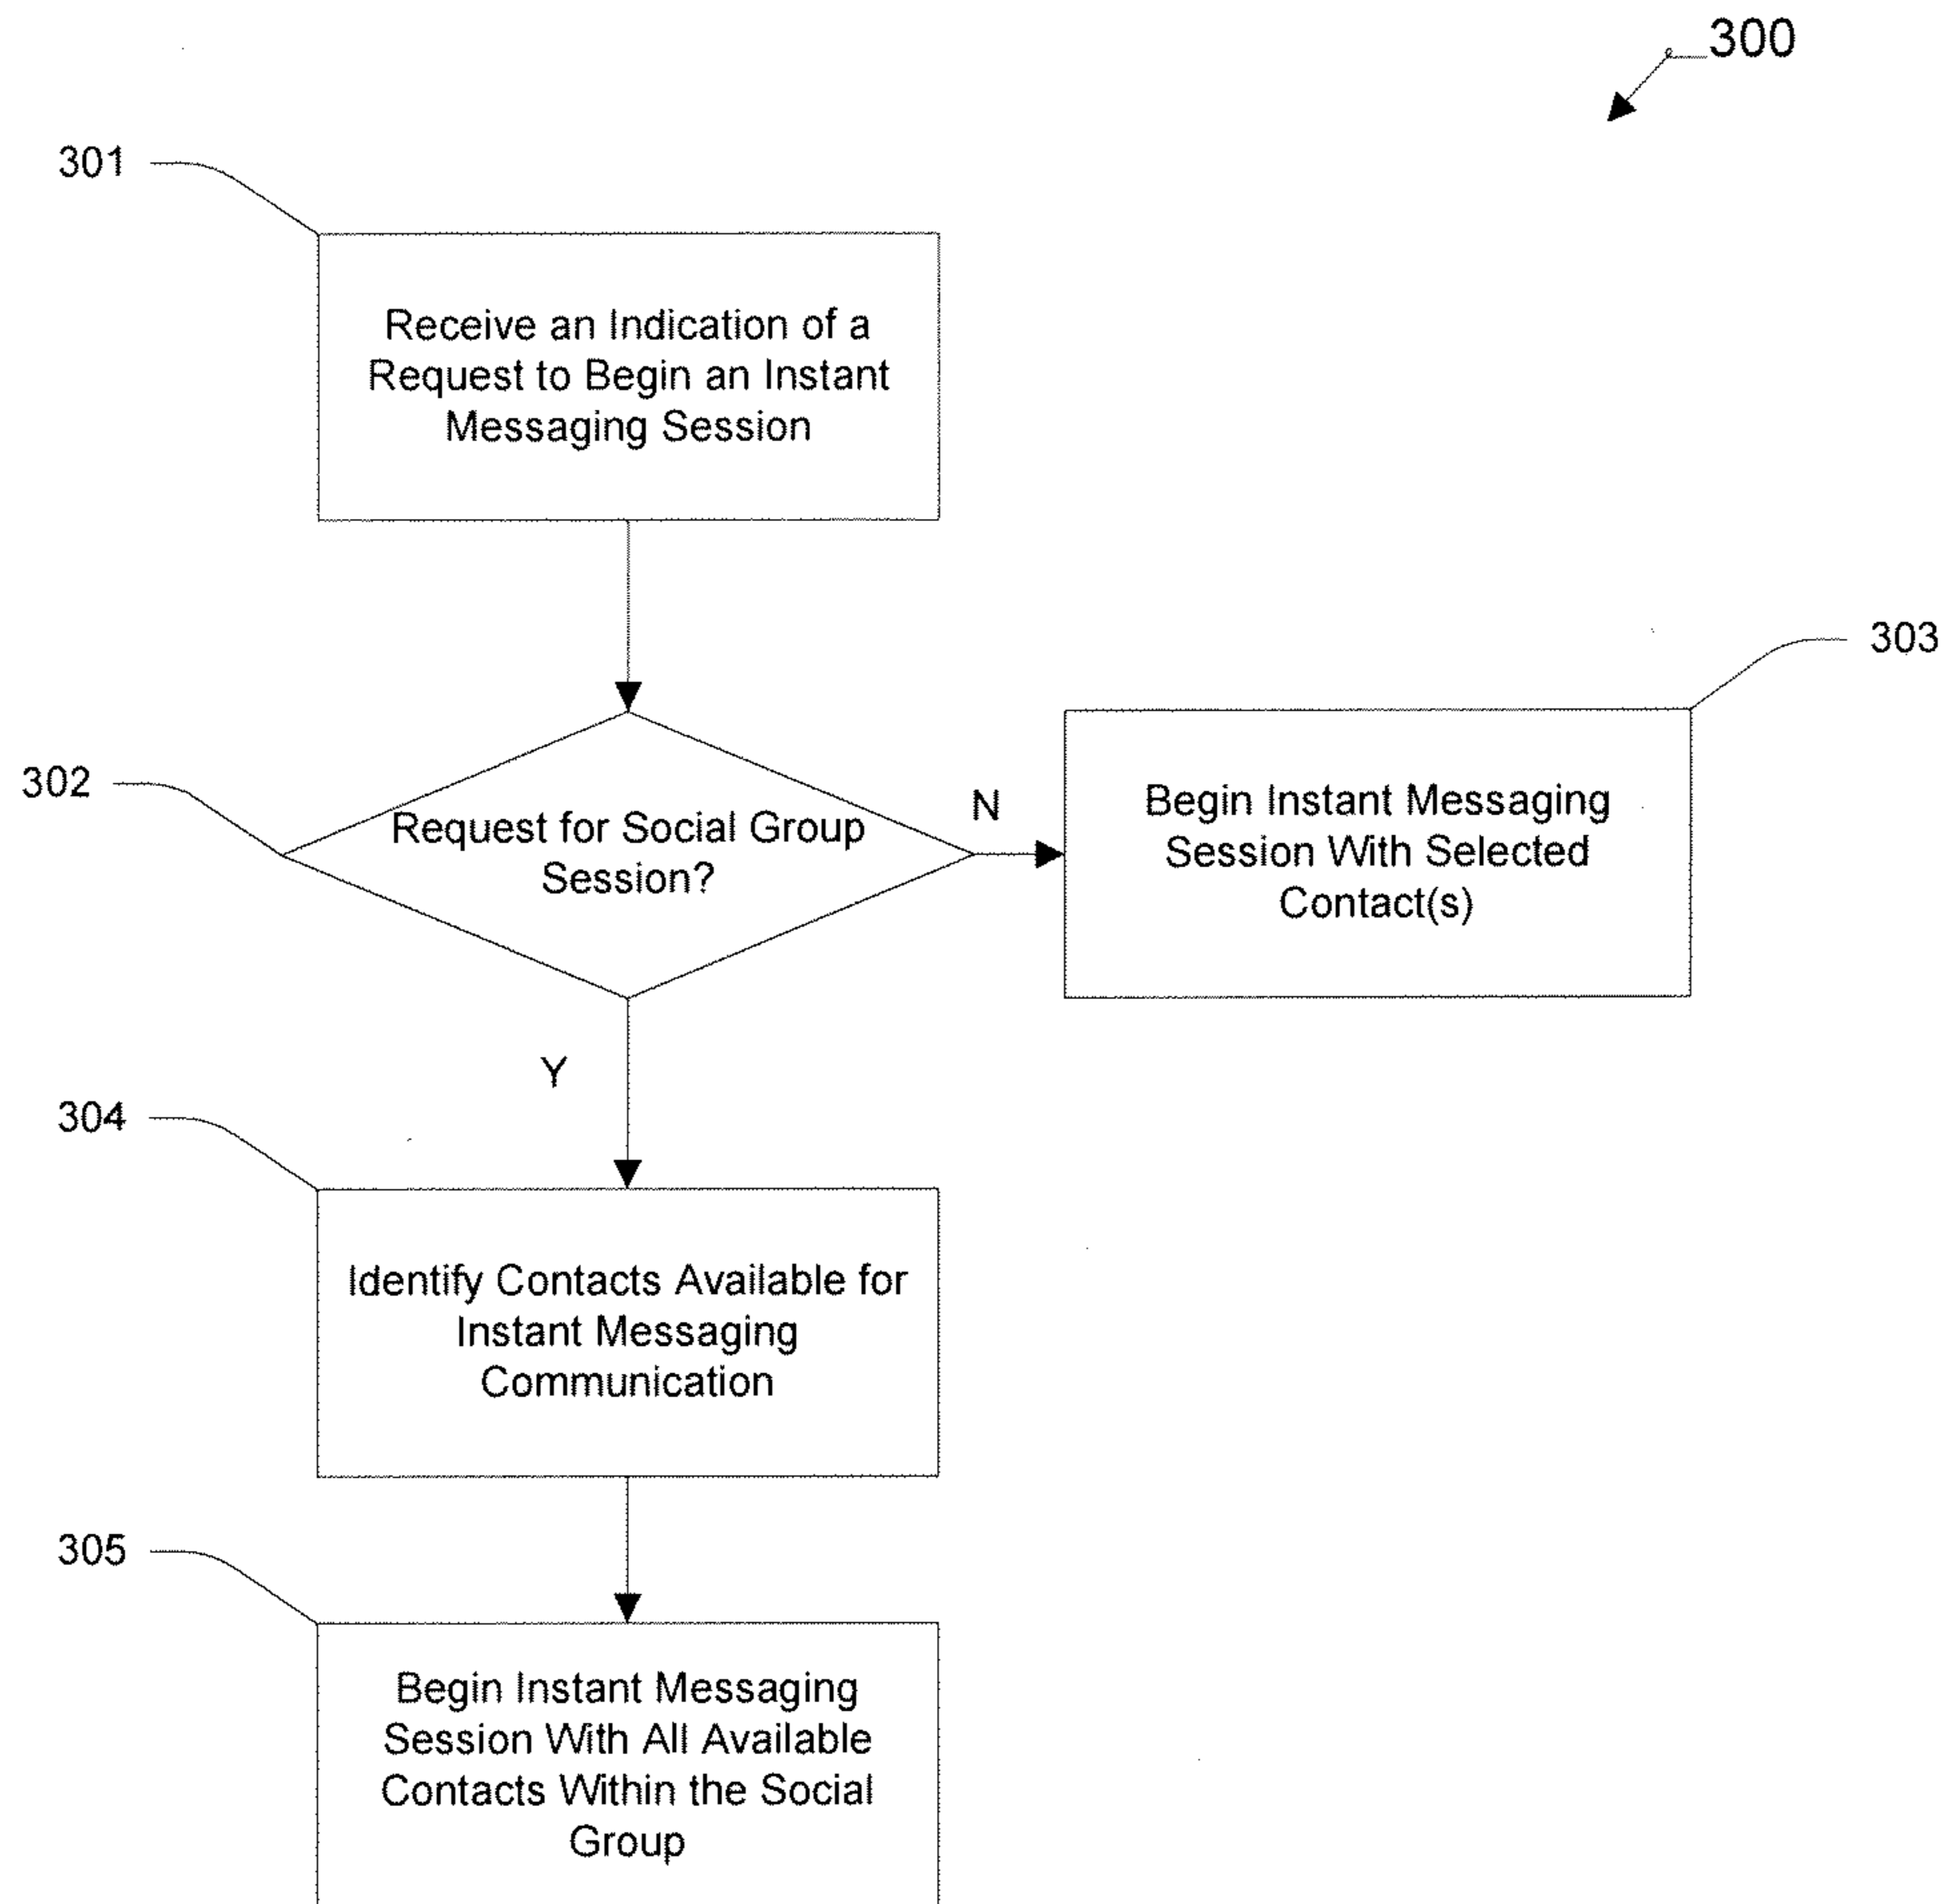 300
301
Receive an Indication of a
Request to Begin an Instant
Messaging Session
303
302
Request for Social Group
Session?
N
Begin Instant Messaging
Session With Selected
Contact(s)
Y
304
Identify Contacts Available for
Instant Messaging
Communication
305
Begin Instant Messaging
Session With All Available
Contacts Within the Social
Group